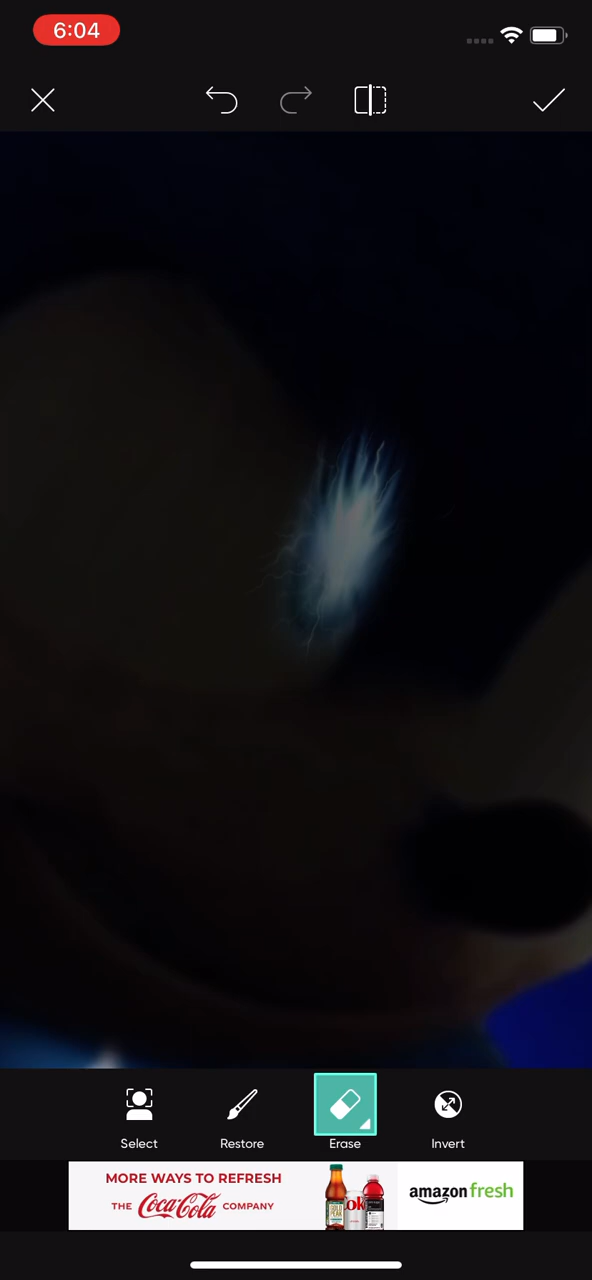 6:04
Select Restore Erase Invert
MORE WAYS TO REFRESH
THE Coca-Cola COMPANY
amazon fresh